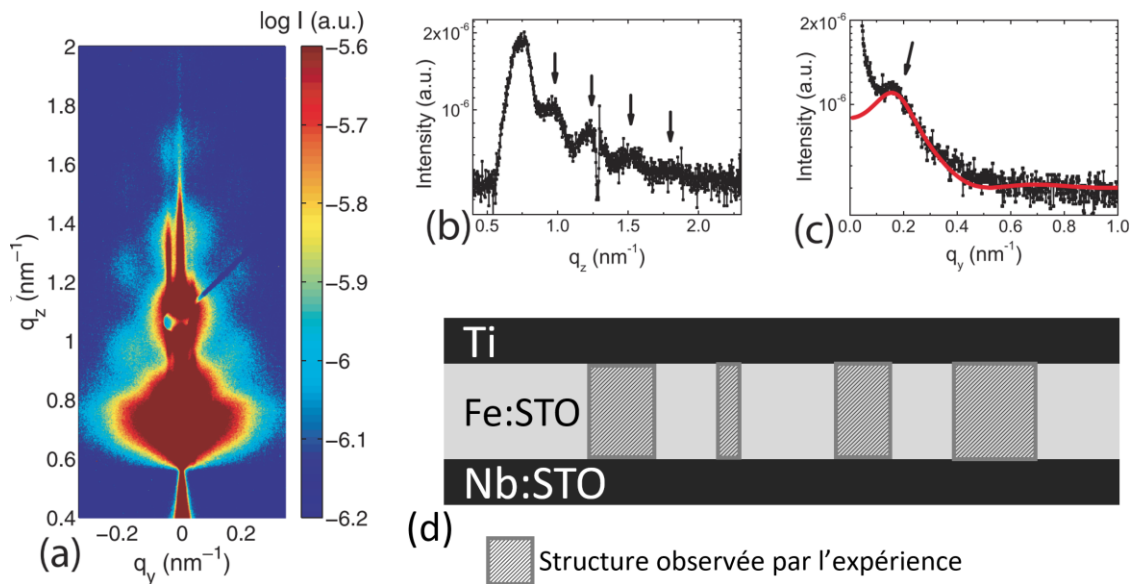 log I (a.u.)
2
1.8
1.6
1.4
1.2
1
0.8
0.6
0.4
q_z (nm⁻¹)
−0.2 0 0.2
q_y (nm⁻¹)
−5.6
−5.7
−5.8
−5.9
−6
−6.1
−6.2
(a)
2x10⁻⁶
10⁻⁶
Intensity (a.u.)
0.5 1.0 1.5 2.0
q_z (nm⁻¹)
(b)
2x10⁻⁶
10⁻⁶
Intensity (a.u.)
0.0 0.2 0.4 0.6 0.8 1.0
q_y (nm⁻¹)
(c)
Ti
Fe:STO
Nb:STO
(d)
Structure observée par l'expérience